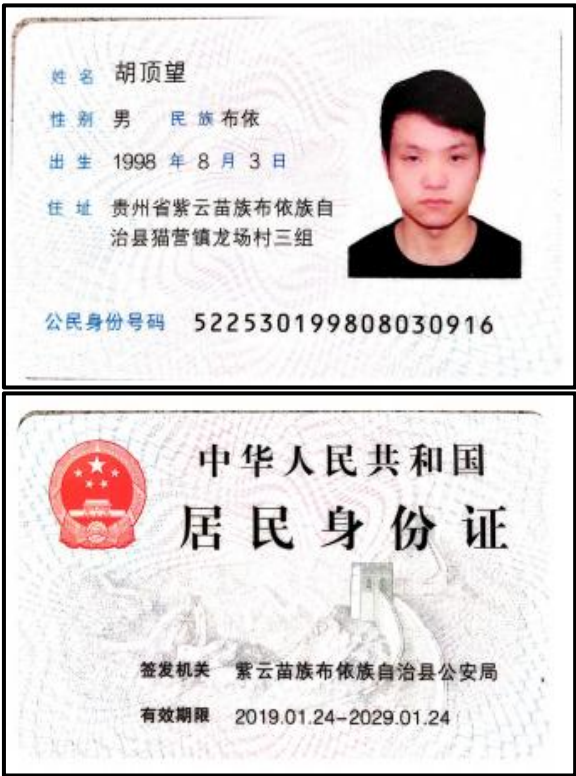 姓名 胡顶望
性别 男 民族 布依
出生 1998 年 8 月 3 日
住址 贵州省紫云苗族布依族自
治县猫营镇龙场村三组
公民身份号码 522530199808030916
中华人民共和国
居民身份证
签发机关 紫云苗族布依族自治县公安局
有效期限 2019.01.24-2029.01.24